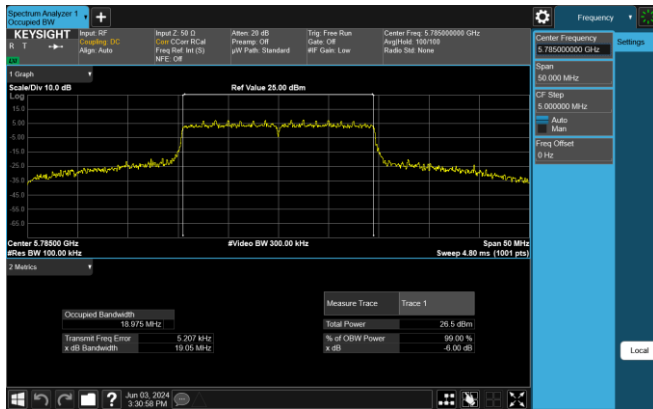 Spectrum Analyzer 1
Occupied BW
Frequency
KEYSIGHT
R T
Input: RF
Coupling: DC
Align: Auto
Input Z: 50 Ω
Corr CCorr RCal
Freq Ref: Int (S)
NFE: Off
Atten: 20 dB
Preamp: Off
µW Path: Standard
Trig: Free Run
Gate: Off
#IF Gain: Low
Center Freq: 5.785000000 GHz
Avg|Hold: 100/100
Radio Std: None
Center Frequency
5.785000000 GHz
Settings
Span
50.000 MHz
CF Step
5.000000 MHz
Auto
Man
Freq Offset
0 Hz
1 Graph
Scale/Div 10.0 dB
Ref Value 25.00 dBm
Log
15.0
5.00
-5.00
-15.0
-25.0
-35.0
-45.0
-55.0
-65.0
Center 5.78500 GHz
#Video BW 300.00 kHz
Span 50 MHz
#Res BW 100.00 kHz
Sweep 4.80 ms (1001 pts)
2 Metrics
Measure Trace
Trace 1
Occupied Bandwidth
18.975 MHz
Total Power
26.5 dBm
Transmit Freq Error
5.207 kHz
% of OBW Power
99.00 %
x dB Bandwidth
19.05 MHz
x dB
-6.00 dB
Local
?
Jun 03, 2024
3:30:58 PM